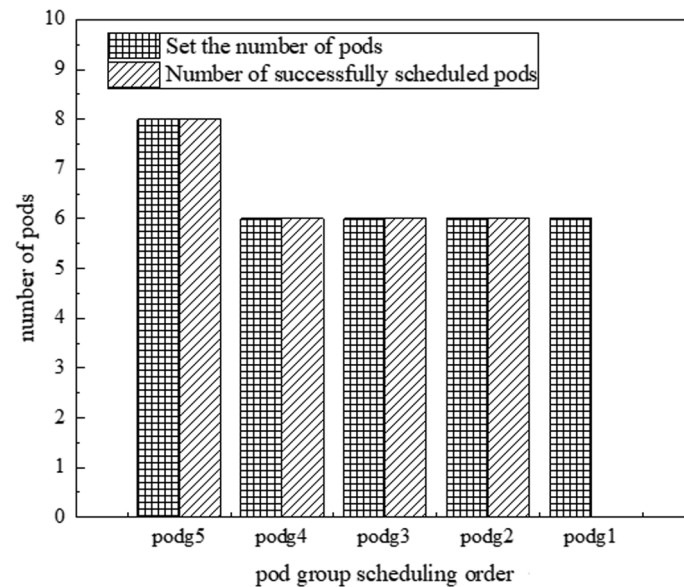 10
9
8
7
6
5
4
3
2
1
0
number of pods
Set the number of pods
Number of successfully scheduled pods
podg5 podg4 podg3 podg2 podg1
pod group scheduling order